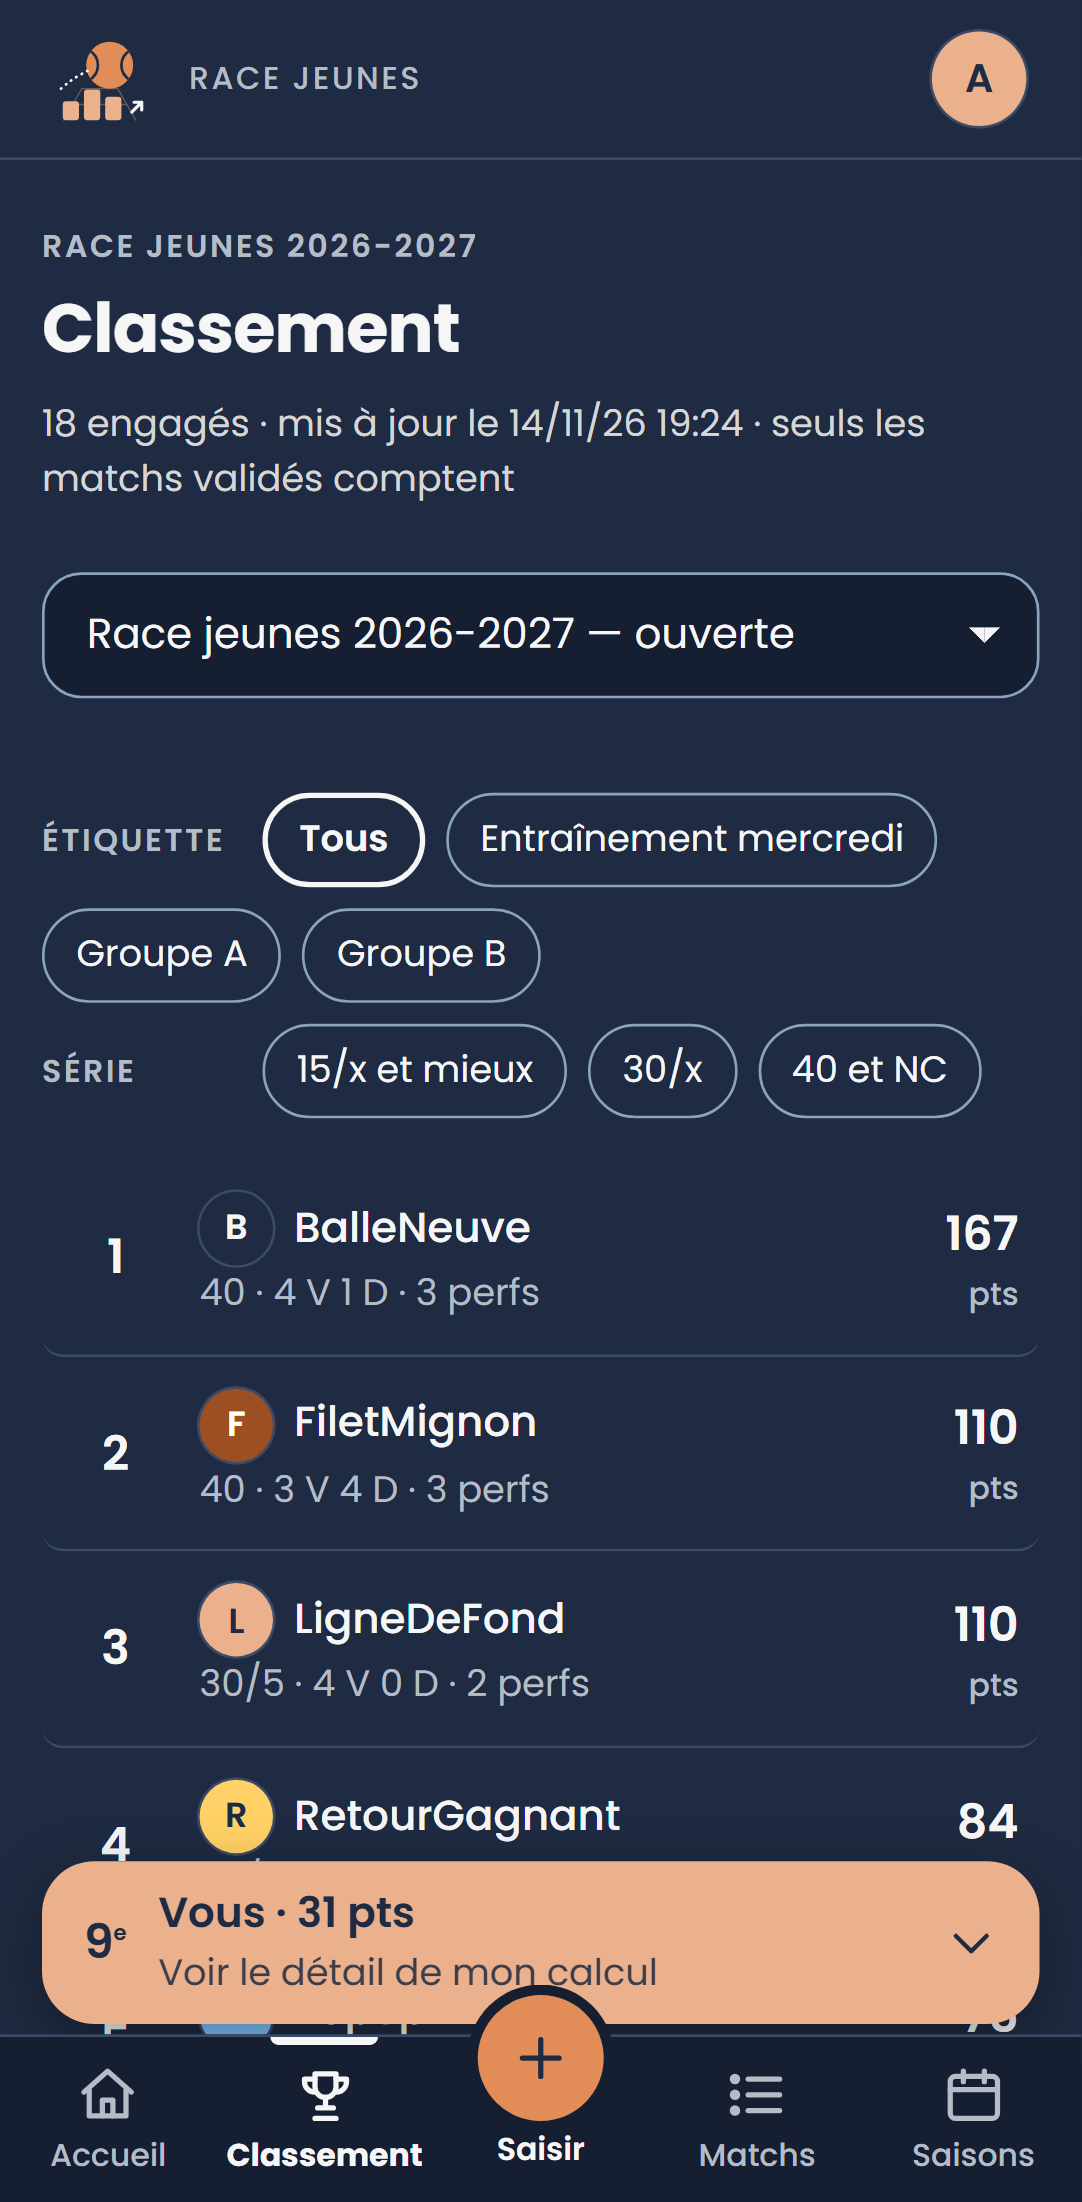 RACE JEUNES
A
RACE JEUNES 2026-2027
Classement
18 engagés · mis à jour le 14/11/26 19:24 · seuls les
matchs validés comptent
Race jeunes 2026-2027 — ouverte
ÉTIQUETTE Tous Entraînement mercredi
Groupe A Groupe B
SÉRIE 15/x et mieux 30/x 40 et NC
1 B BalleNeuve 167
40 · 4 V 1 D · 3 perfs pts
2 F FiletMignon 110
40 · 3 V 4 D · 3 perfs pts
3 L LigneDeFond 110
30/5 · 4 V 0 D · 2 perfs pts
4 R RetourGagnant 84
9e Vous · 31 pts
Voir le détail de mon calcul
Accueil Classement Saisir Matchs Saisons